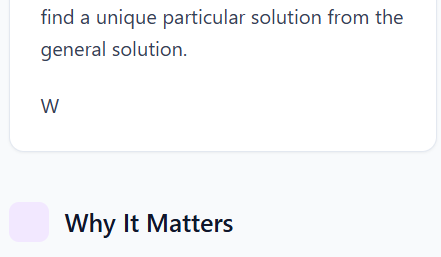 find a unique particular solution from the
general solution.
W
Why It Matters